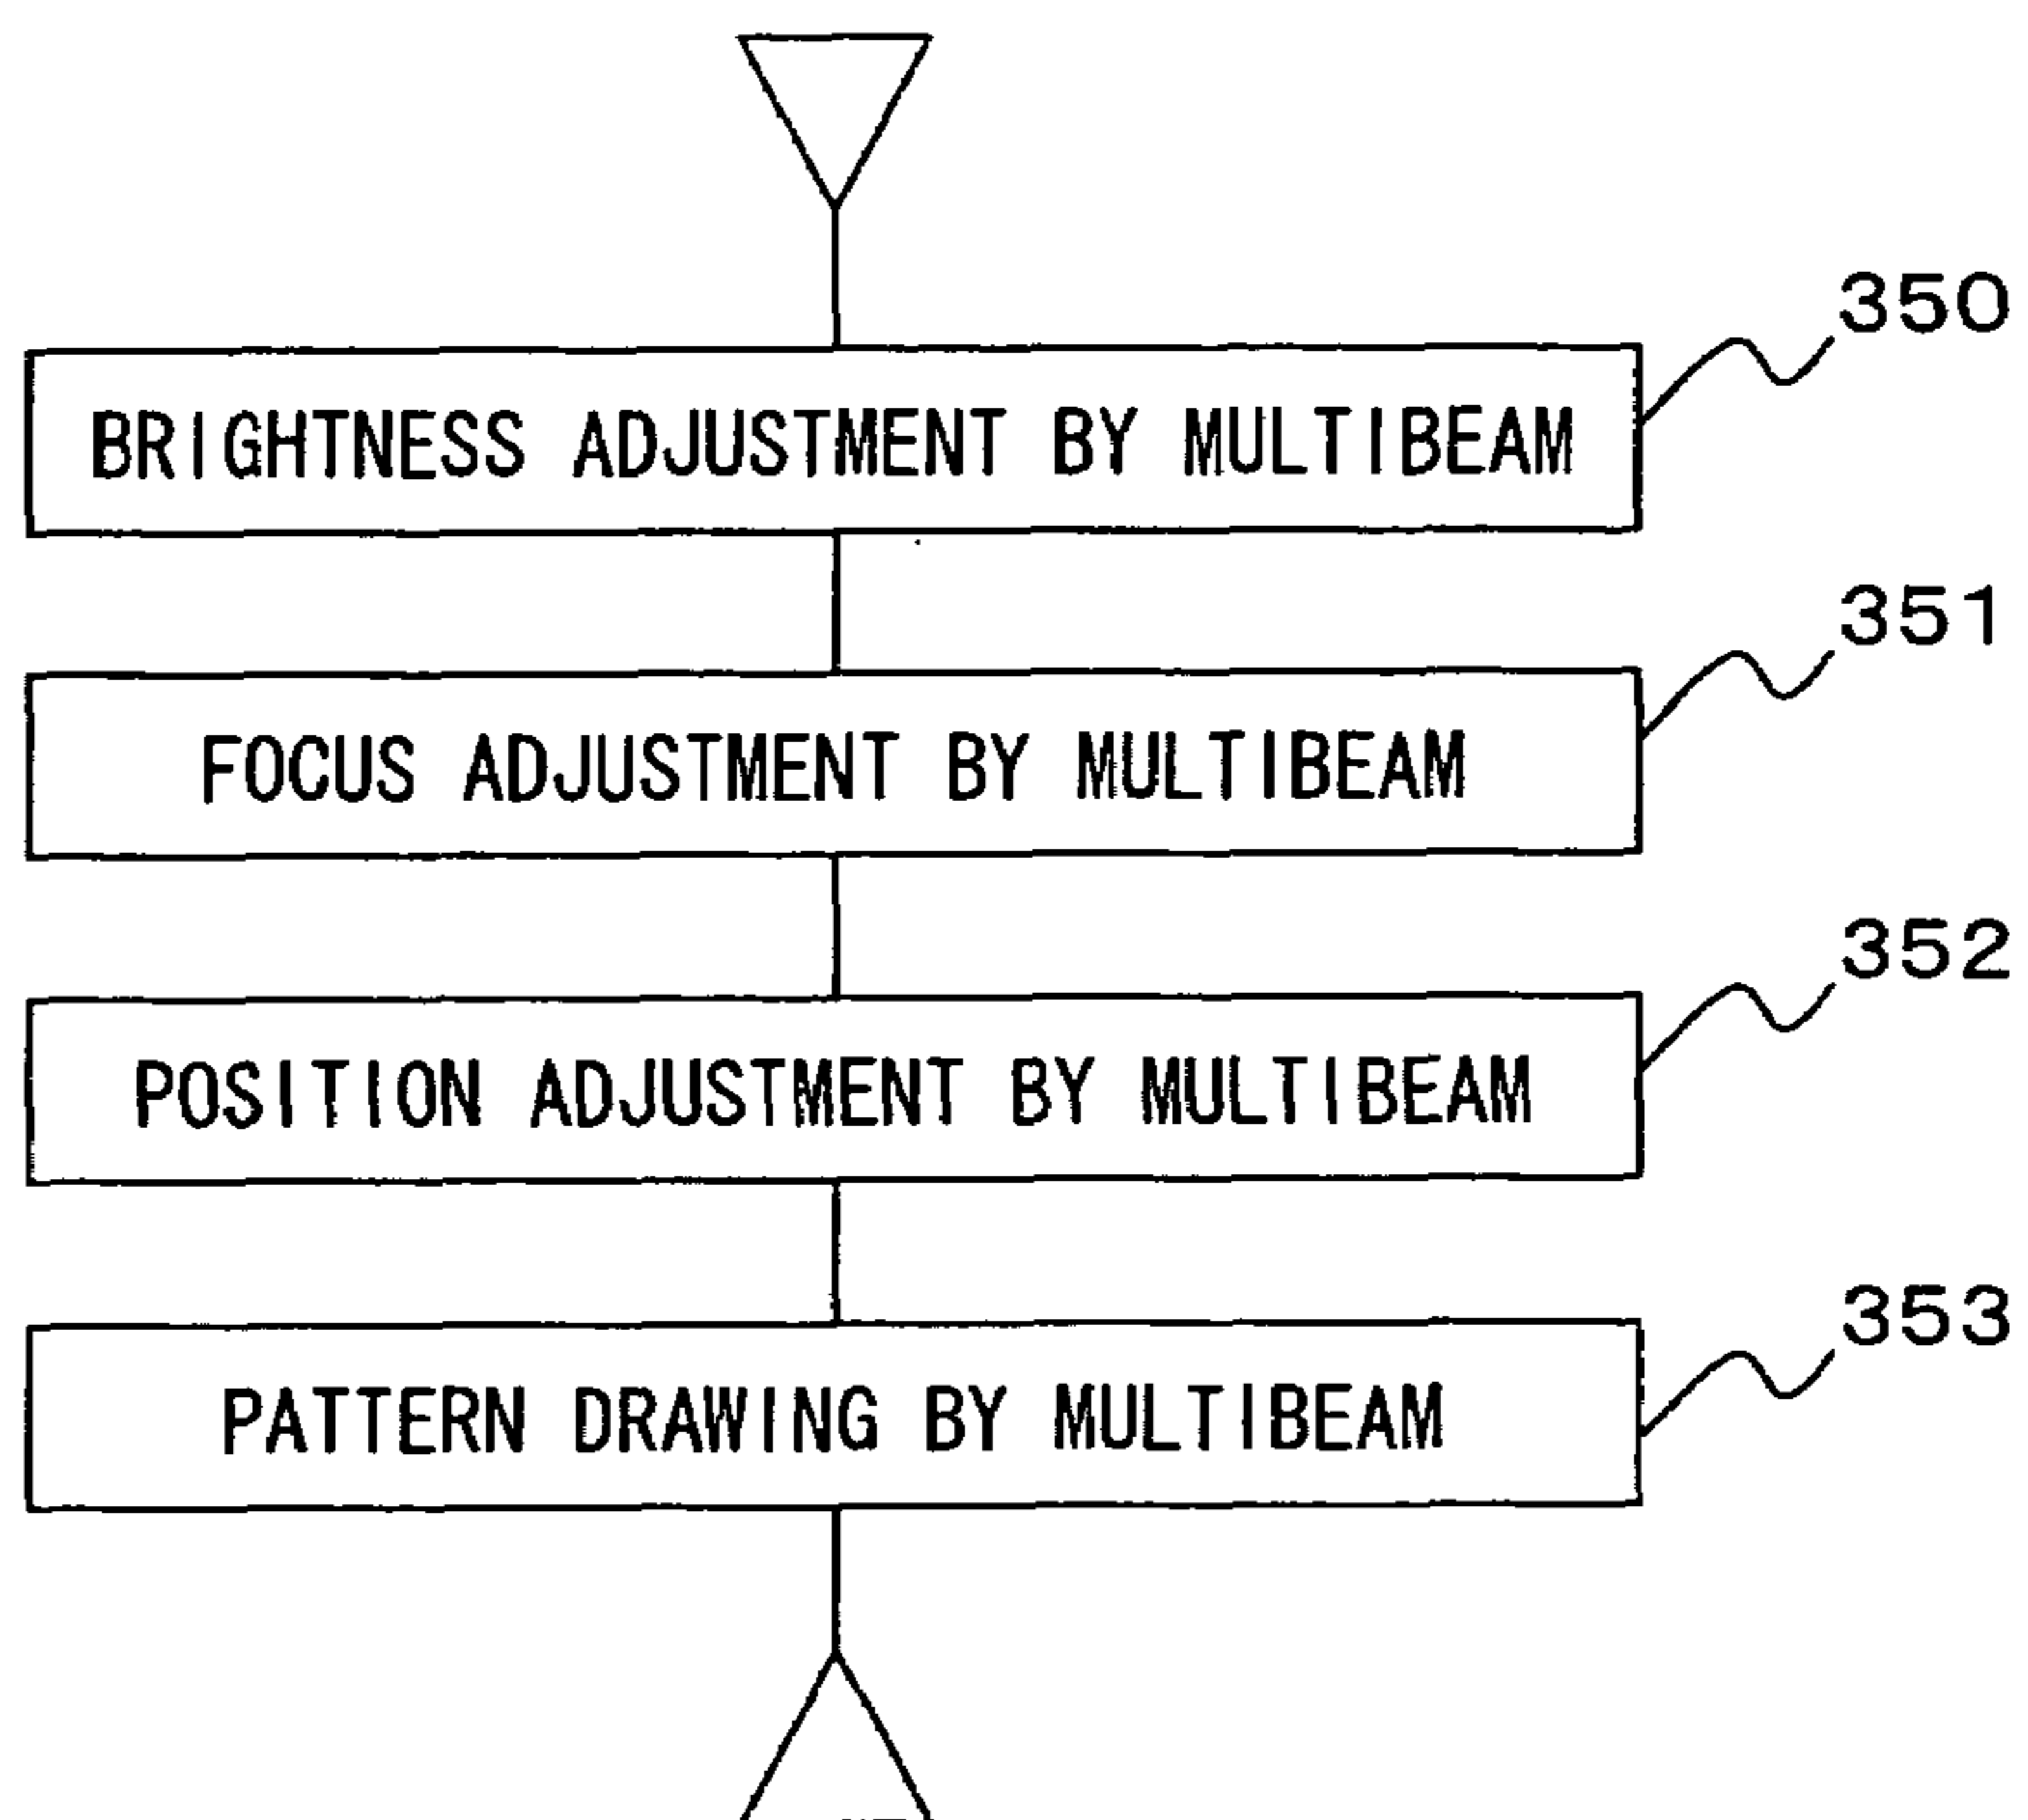 350
BRIGHTNESS ADJUSTMENT BY MULTIBEAM
351
FOCUS ADJUSTMENT BY MULTIBEAM
352
POSITION ADJUSTMENT BY MULTIBEAM
353
PATTERN DRAWING BY MULTIBEAM